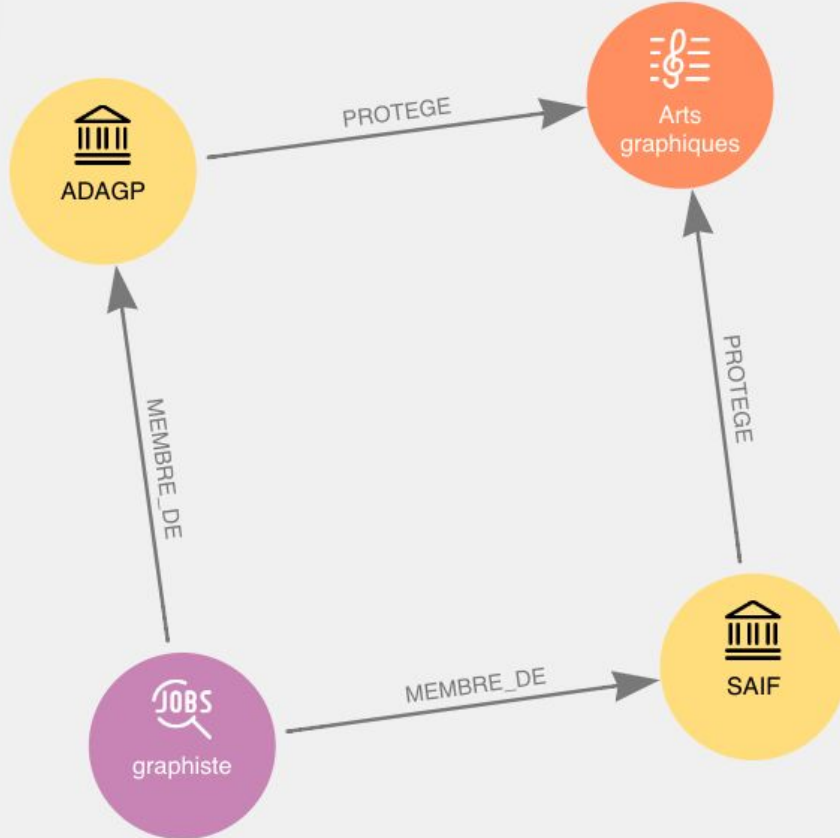 Arts
graphiques
PROTEGE
ADAGP
PROTEGE
MEMBRE_DE
MEMBRE_DE
SAIF
JOBS
graphiste